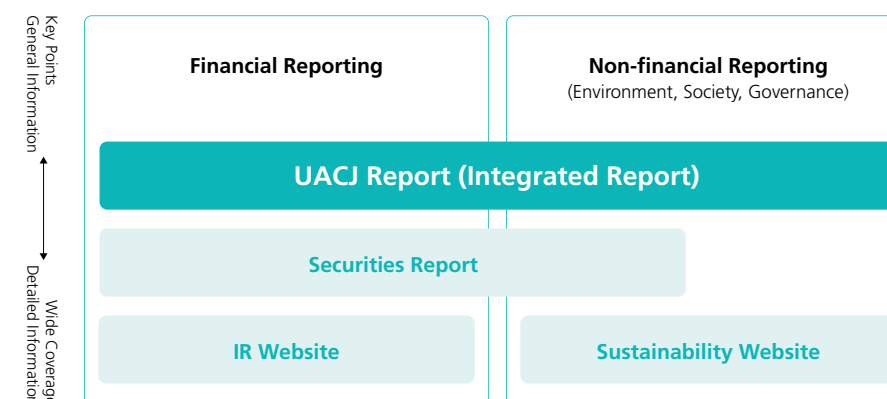 Key Points
General Information
Financial Reporting
Non-financial Reporting
(Environment, Society, Governance)
UACJ Report (Integrated Report)
Securities Report
IR Website
Sustainability Website
Wide Coverage
Detailed Information